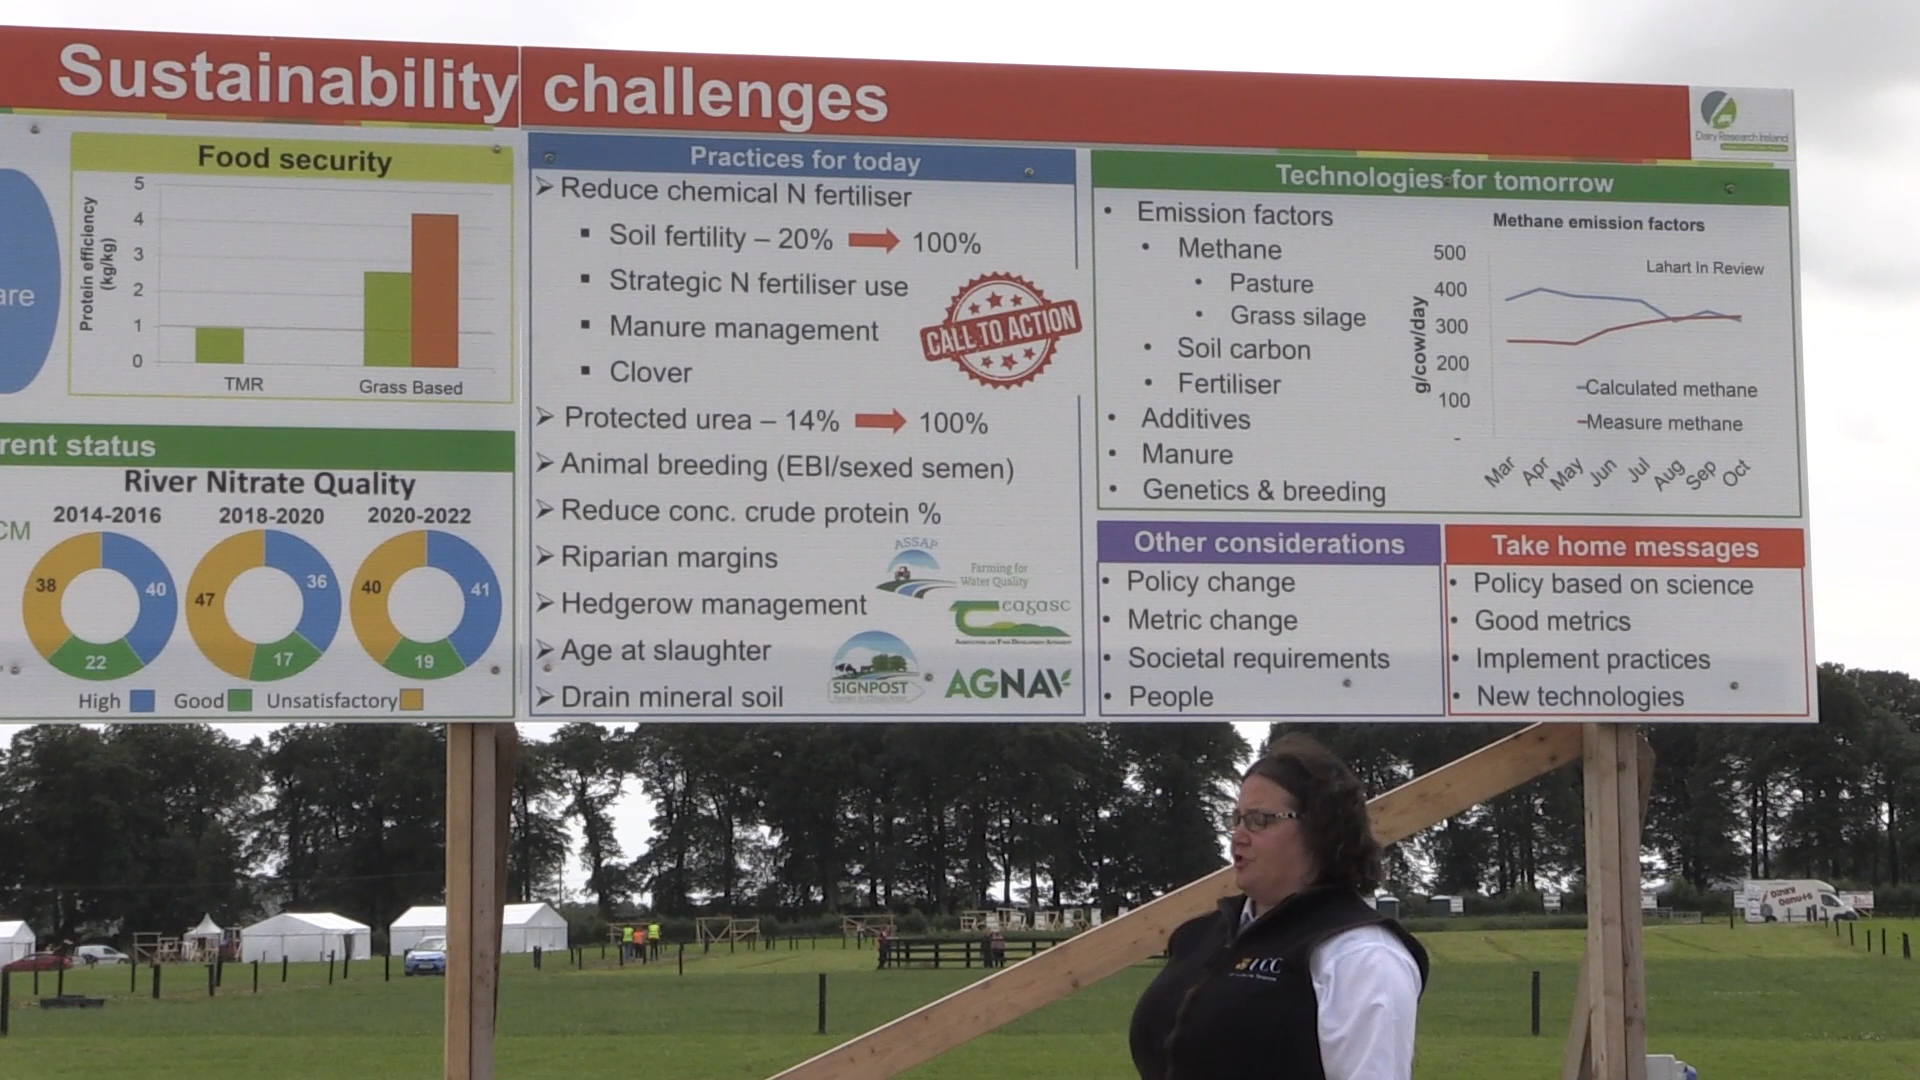 Sustainability challenges
Dairy Research Ireland
are
Food security
Protein efficiency
(kg/kg)
5
4
3
2
1
0
TMR
Grass Based
rent status
River Nitrate Quality
2014-2016 2018-2020 2020-2022
CM
38 40 22
47 36 17
40 41 19
High Good Unsatisfactory
Practices for today
Reduce chemical N fertiliser
Soil fertility – 20% 100%
Strategic N fertiliser use
Manure management
Clover
CALL TO ACTION
Protected urea – 14% 100%
Animal breeding (EBI/sexed semen)
Reduce conc. crude protein %
Riparian margins
Hedgerow management
Age at slaughter
Drain mineral soil
ASSAP
Farming for
Water Quality
eagasc
Agriculture and Food Development Authority
SIGNPOST
AGNAV
Technologies for tomorrow
• Emission factors
• Methane
• Pasture
• Grass silage
• Soil carbon
• Fertiliser
• Additives
• Manure
• Genetics & breeding
Methane emission factors
Lahart In Review
g/cow/day
500
400
300
200
100
-
Calculated methane
Measure methane
Mar Apr May Jun Jul Aug Sep Oct
Other considerations
• Policy change
• Metric change
• Societal requirements
• People
Take home messages
• Policy based on science
• Good metrics
• Implement practices
• New technologies
DINKY
DONUTS